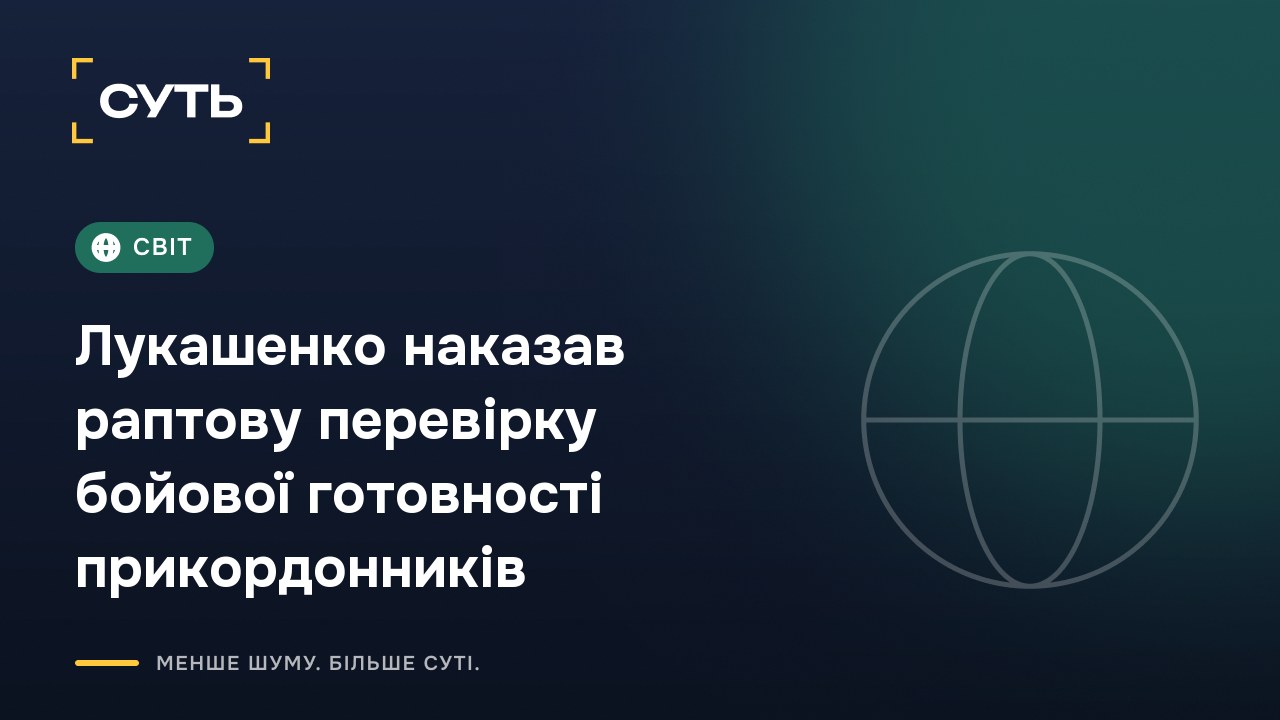 СУТЬ
СВІТ
Лукашенко наказав
раптову перевірку
бойової готовності
прикордонників
МЕНШЕ ШУМУ. БІЛЬШЕ СУТІ.